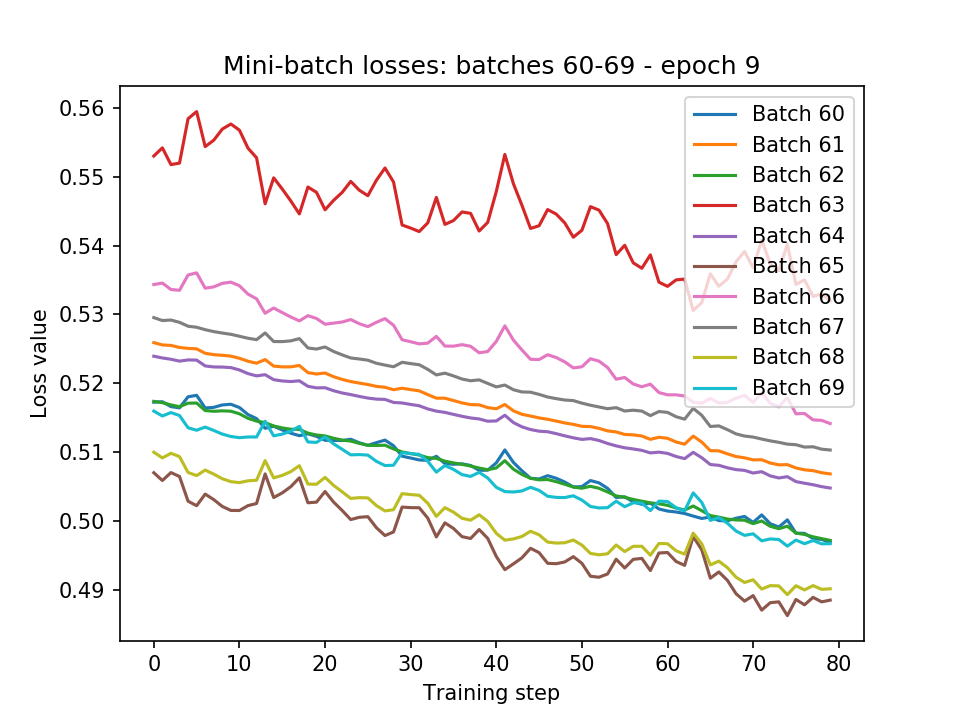 Mini-batch losses: batches 60-69 - epoch 9
Loss value
0.56
0.55
0.54
0.53
0.52
0.51
0.50
0.49
Batch 60
Batch 61
Batch 62
Batch 63
Batch 64
Batch 65
Batch 66
Batch 67
Batch 68
Batch 69
0 10 20 30 40 50 60 70 80
Training step